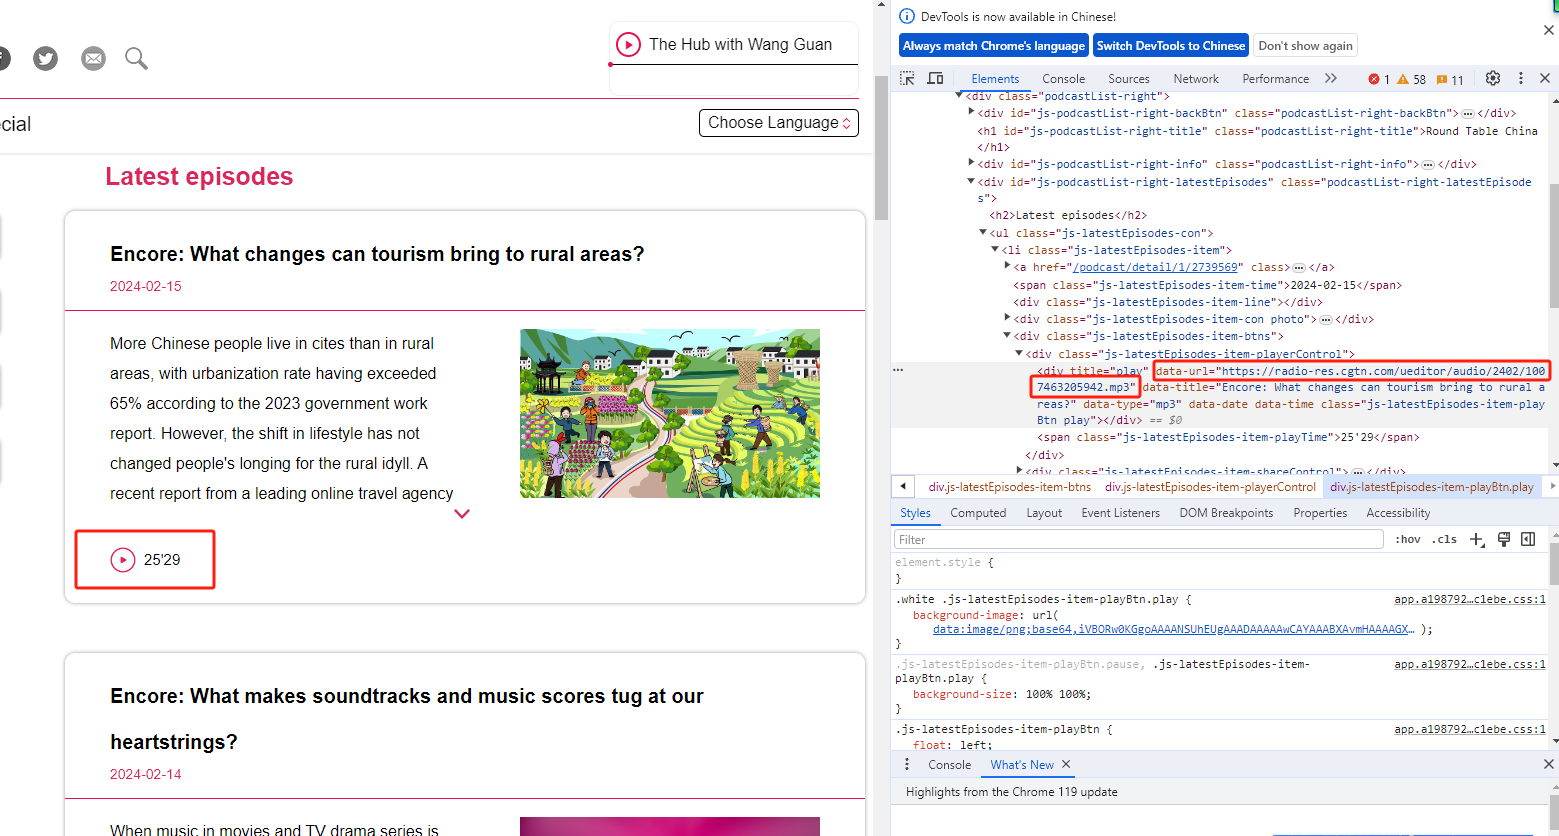 The Hub with Wang Guan
cial
Choose Language
Latest episodes
Encore: What changes can tourism bring to rural areas?
2024-02-15
More Chinese people live in cites than in rural
areas, with urbanization rate having exceeded
65% according to the 2023 government work
report. However, the shift in lifestyle has not
changed people's longing for the rural idyll. A
recent report from a leading online travel agency
25'29
Encore: What makes soundtracks and music scores tug at our
heartstrings?
2024-02-14
When music in movies and TV drama series is
DevTools is now available in Chinese!
Always match Chrome's language
Switch DevTools to Chinese
Don't show again
Elements
Console
Sources
Network
Performance
1
58
11
<div class="podcastList-right">
<div id="js-podcastList-right-backBtn" class="podcastList-right-backBtn">…</div>
<h1 id="js-podcastList-right-title" class="podcastList-right-title">Round Table China
</h1>
<div id="js-podcastList-right-info" class="podcastList-right-info">…</div>
<div id="js-podcastList-right-latestEpisodes" class="podcastList-right-latestEpisode
s">
<h2>Latest episodes</h2>
<ul class="js-latestEpisodes-con">
<li class="js-latestEpisodes-item">
<a href="/podcast/detail/1/2739569" class>…</a>
<span class="js-latestEpisodes-item-time">2024-02-15</span>
<div class="js-latestEpisodes-item-line"></div>
<div class="js-latestEpisodes-item-con photo">…</div>
<div class="js-latestEpisodes-item-btns">
<div class="js-latestEpisodes-item-playerControl">
<div title="play" data-url="https://radio-res.cgtn.com/ueditor/audio/2402/100
7463205942.mp3" data-title="Encore: What changes can tourism bring to rural a
reas?" data-type="mp3" data-date data-time class="js-latestEpisodes-item-play
Btn play"></div> == $0
<span class="js-latestEpisodes-item-playTime">25'29</span>
</div>
<div class="js-latestEpisodes-item-shareControl">…</div>
div.js-latestEpisodes-item-btns
div.js-latestEpisodes-item-playerControl
div.js-latestEpisodes-item-playBtn.play
Styles
Computed
Layout
Event Listeners
DOM Breakpoints
Properties
Accessibility
Filter
:hov
.cls
element.style {
}
.white .js-latestEpisodes-item-playBtn.play {
app.a198792…c1ebe.css:1
background-image: url(
data:image/png;base64,iVBORw0KGgoAAAANSUhEUgAAADAAAAAwCAYAAABXAvmHAAAAGX… );
}
.js-latestEpisodes-item-playBtn.pause, .js-latestEpisodes-item-
app.a198792…c1ebe.css:1
playBtn.play {
background-size: 100% 100%;
}
.js-latestEpisodes-item-playBtn {
app.a198792…c1ebe.css:1
float: left;
Console
What's New
Highlights from the Chrome 119 update